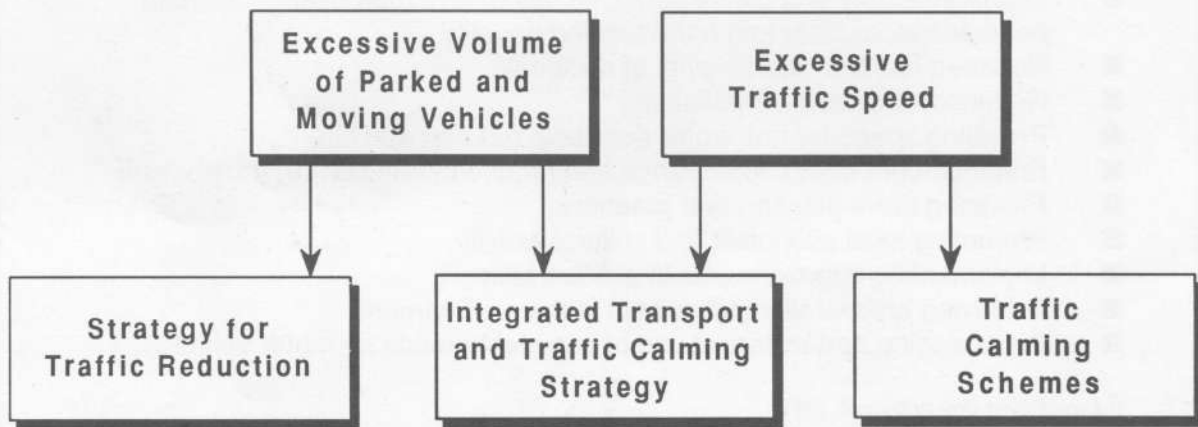 Excessive Volume
of Parked and
Moving Vehicles
Excessive
Traffic Speed
Strategy for
Traffic Reduction
Integrated Transport
and Traffic Calming
Strategy
Traffic
Calming
Schemes